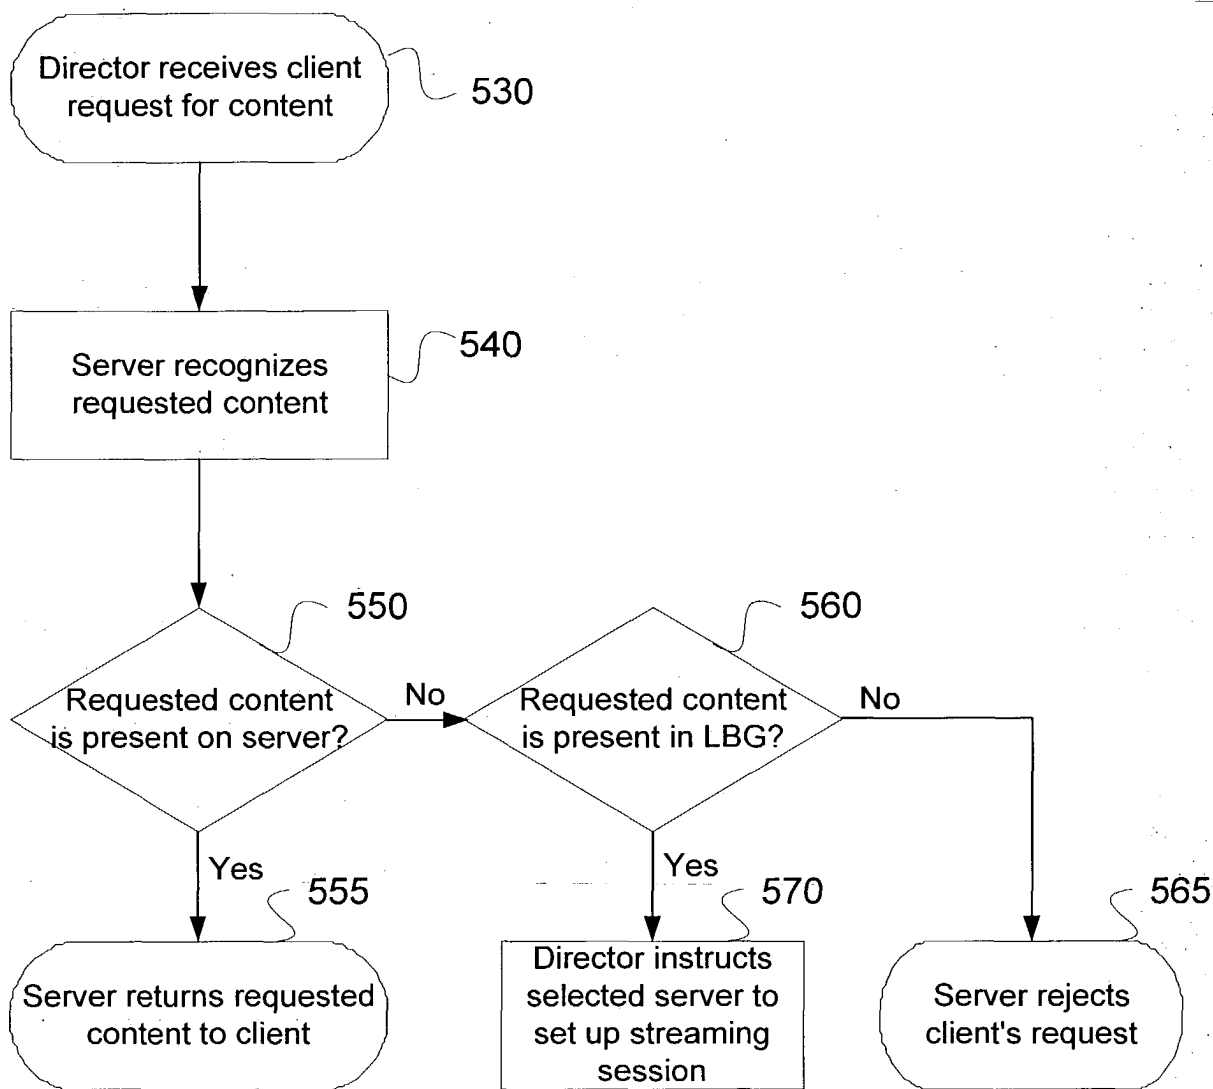 Director receives client
request for content
530
Server recognizes
requested content
540
550
560
Requested content
is present on server?
No
Requested content
is present in LBG?
No
Yes
Yes
555
570
565
Server returns requested
content to client
Director instructs
selected server to
set up streaming
session
Server rejects
client's request